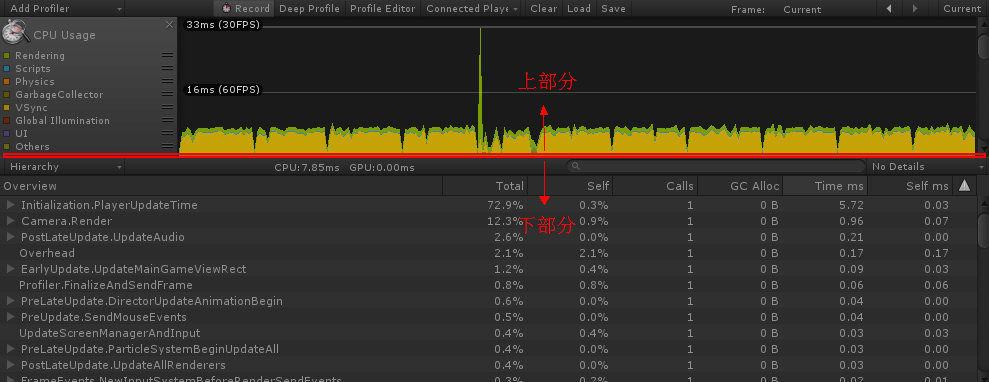 Add Profiler Record Deep Profile Profile Editor Connected Playe Clear Load Save Frame: Current Current
CPU Usage
Rendering
Scripts
Physics
GarbageCollector
VSync
Global Illumination
UI
Others
33ms (30FPS)
16ms (60FPS)
上部分
Hierarchy CPU:7.85ms GPU:0.00ms No Details
Overview Total Self Calls GC Alloc Time ms Self ms
Initialization.PlayerUpdateTime 72.9% 0.3% 1 0 B 5.72 0.03
Camera.Render 12.3% 0.9% 1 0 B 0.96 0.07
下部分
PostLateUpdate.UpdateAudio 2.6% 0.0% 1 0 B 0.21 0.00
Overhead 2.1% 2.1% 1 0 B 0.17 0.17
EarlyUpdate.UpdateMainGameViewRect 1.2% 0.4% 1 0 B 0.09 0.03
Profiler.FinalizeAndSendFrame 0.8% 0.8% 1 0 B 0.06 0.06
PreLateUpdate.DirectorUpdateAnimationBegin 0.6% 0.0% 1 0 B 0.04 0.00
PreUpdate.SendMouseEvents 0.5% 0.0% 1 0 B 0.04 0.00
UpdateScreenManagerAndInput 0.4% 0.4% 1 0 B 0.03 0.03
PreLateUpdate.ParticleSystemBeginUpdateAll 0.4% 0.0% 1 0 B 0.03 0.00
PostLateUpdate.UpdateAllRenderers 0.4% 0.0% 1 0 B 0.03 0.00
FrameEvents.NewInputSystemBeforeRenderSendEvents 0.3% 0.2% 1 0 B 0.02 0.01